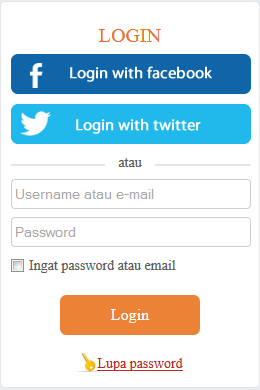 LOGIN
Login with facebook
Login with twitter
atau
Username atau e-mail
Password
Ingat password atau email
Login
Lupa password